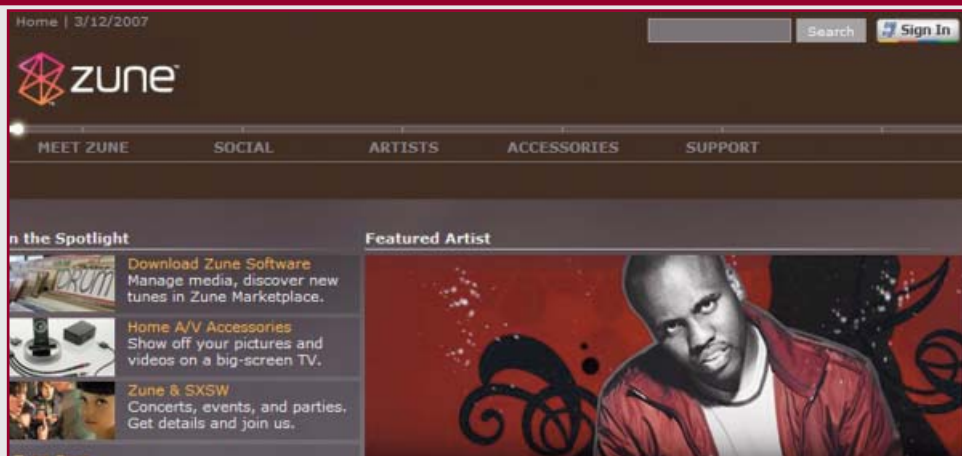 Home | 3/12/2007
Search
Sign In
zune™
MEET ZUNE SOCIAL ARTISTS ACCESSORIES SUPPORT
n the Spotlight
Featured Artist
DRUM
Download Zune Software
Manage media, discover new
tunes in Zune Marketplace.
Home A/V Accessories
Show off your pictures and
videos on a big-screen TV.
Zune & SXSW
Concerts, events, and parties.
Get details and join us.